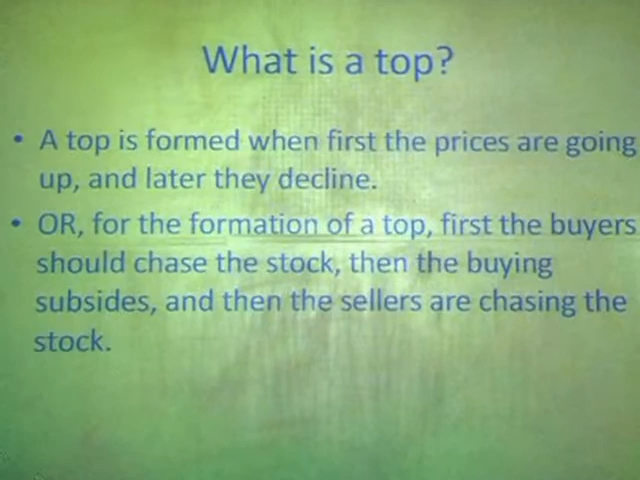 What is a top?
• A top is formed when first the prices are going
up, and later they decline.
• OR, for the formation of a top, first the buyers
should chase the stock, then the buying
subsides, and then the sellers are chasing the
stock.